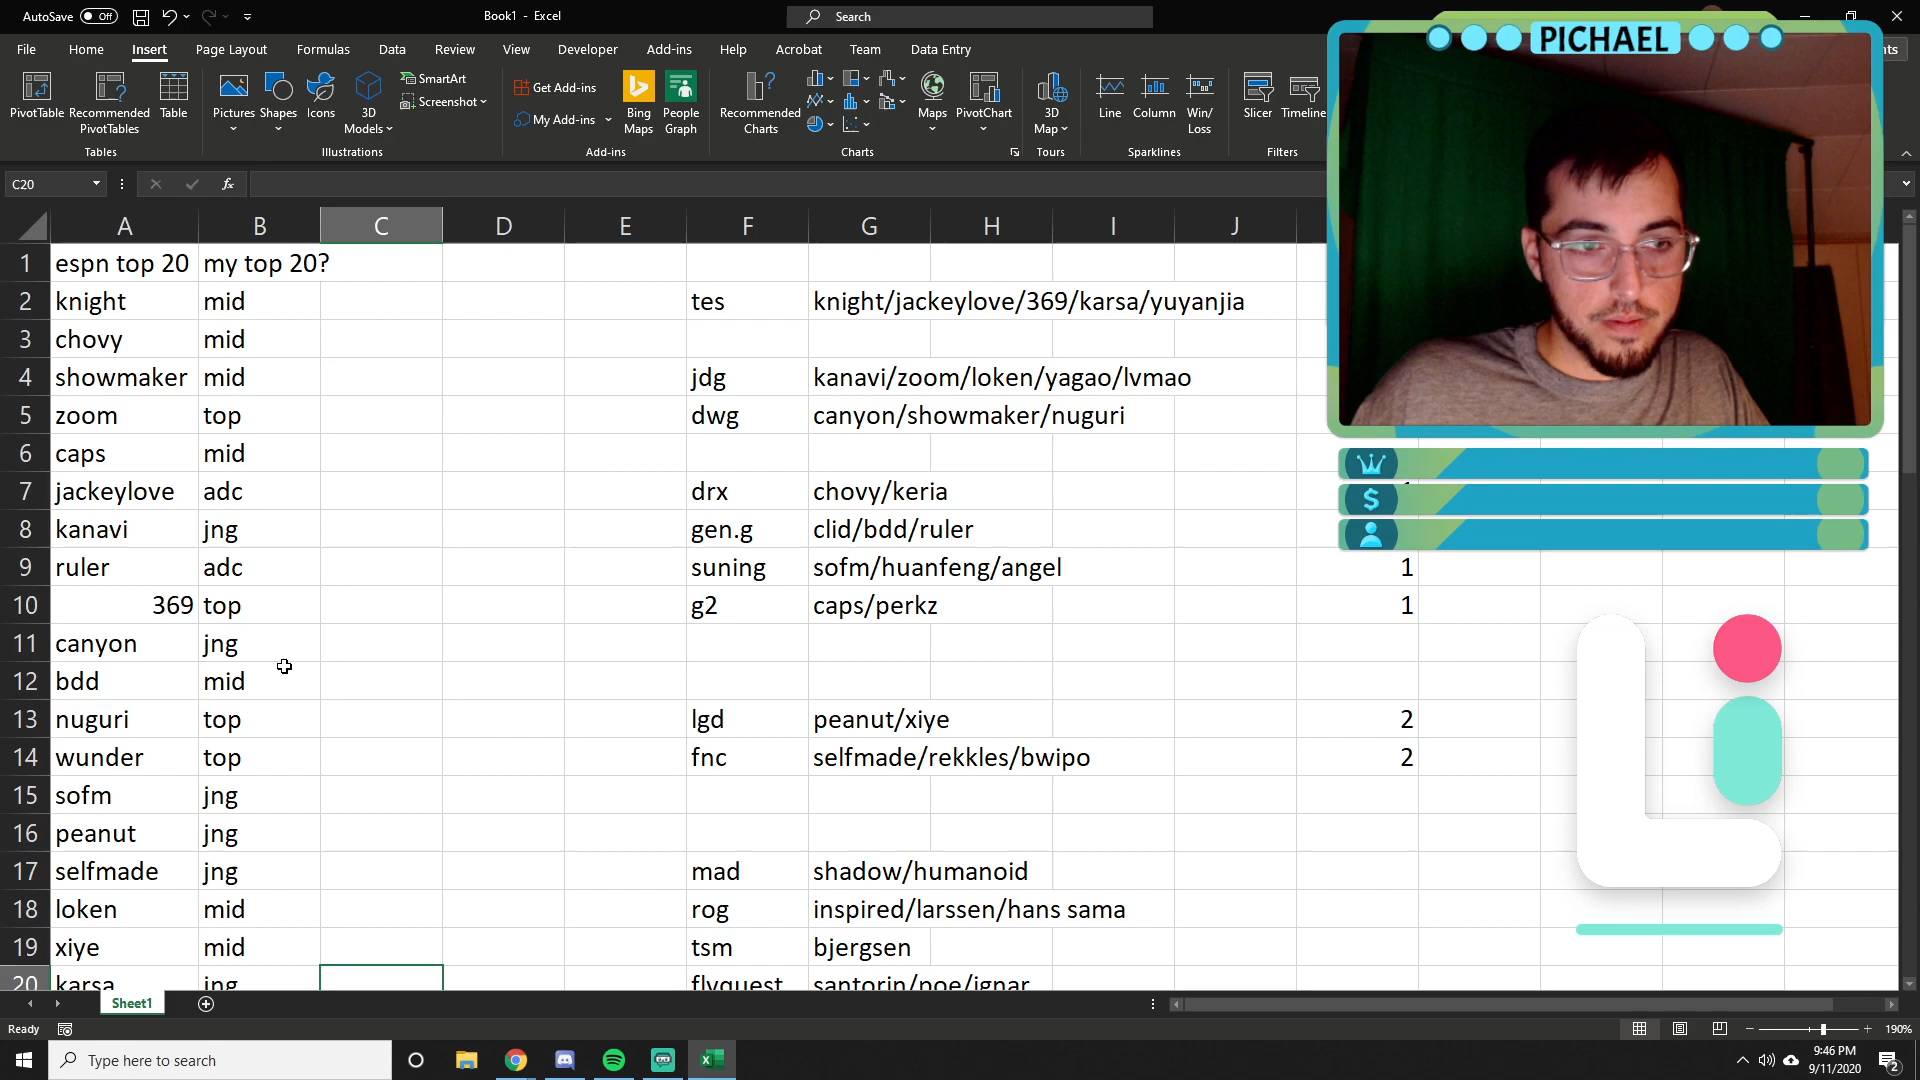 AutoSave Off Book1 - Excel Search
File Home Insert Page Layout Formulas Data Review View Developer Add-ins Help Acrobat Team Data Entry
PivotTable Recommended PivotTables Table Pictures Shapes Icons 3D Models SmartArt Screenshot Get Add-ins My Add-ins Bing Maps People Graph Recommended Charts Maps PivotChart 3D Map Line Column Win/Loss Slicer Timeline
Tables Illustrations Add-ins Charts Tours Sparklines Filters
PICHAEL
C20 fx
A B C D E F G H I J
1 espn top 20 my top 20?
2 knight mid tes knight/jackeylove/369/karsa/yuyanjia
3 chovy mid
4 showmaker mid jdg kanavi/zoom/loken/yagao/lvmao
5 zoom top dwg canyon/showmaker/nuguri
6 caps mid
7 jackeylove adc drx chovy/keria
8 kanavi jng gen.g clid/bdd/ruler
9 ruler adc suning sofm/huanfeng/angel 1
10 369 top g2 caps/perkz 1
11 canyon jng
12 bdd mid
13 nuguri top lgd peanut/xiye 2
14 wunder top fnc selfmade/rekkles/bwipo 2
15 sofm jng
16 peanut jng
17 selfmade jng mad shadow/humanoid
18 loken mid rog inspired/larssen/hans sama
19 xiye mid tsm bjergsen
20 karsa jng flyquest santorin/poe/ignar
$
Sheet1
Ready 190%
Type here to search
9:46 PM
9/11/2020
2